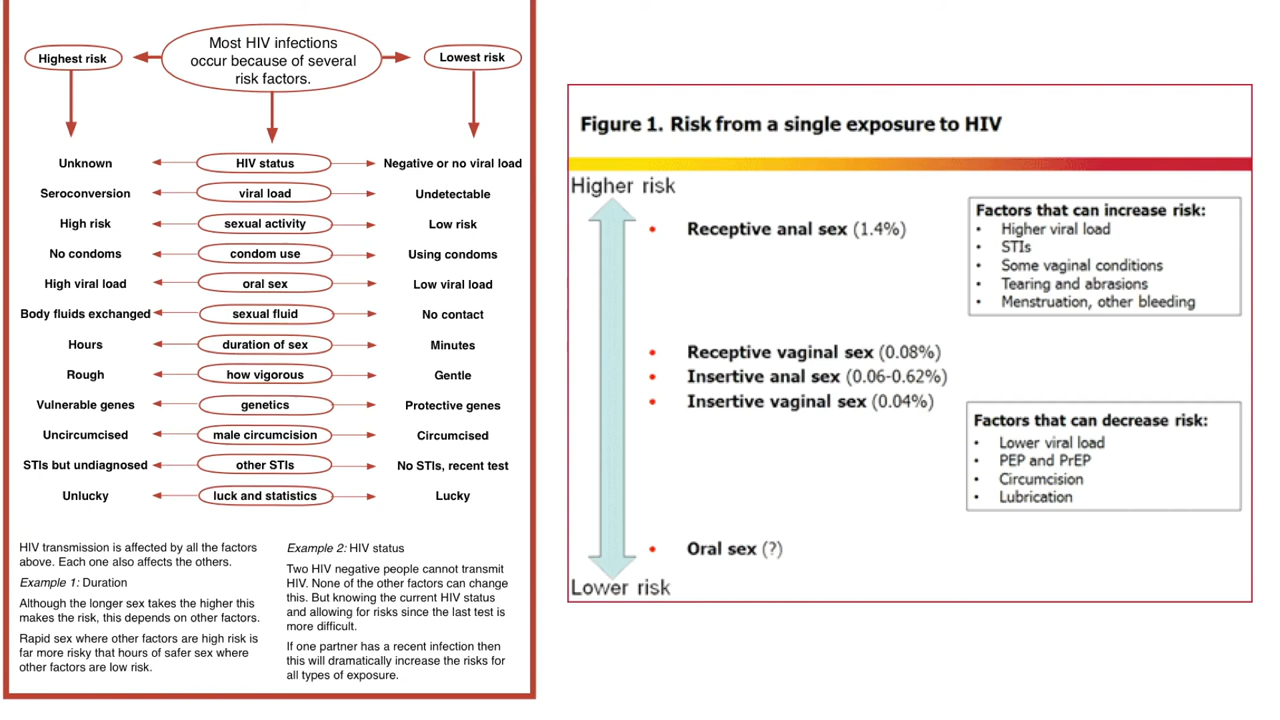 Most HIV infections
occur because of several
risk factors.
Highest risk
Lowest risk
Unknown HIV status Negative or no viral load
Seroconversion viral load Undetectable
High risk sexual activity Low risk
No condoms condom use Using condoms
High viral load oral sex Low viral load
Body fluids exchanged sexual fluid No contact
Hours duration of sex Minutes
Rough how vigorous Gentle
Vulnerable genes genetics Protective genes
Uncircumcised male circumcision Circumcised
STIs but undiagnosed other STIs No STIs, recent test
Unlucky luck and statistics Lucky
HIV transmission is affected by all the factors
above. Each one also affects the others.
Example 1: Duration
Although the longer sex takes the higher this
makes the risk, this depends on other factors.
Rapid sex where other factors are high risk is
far more risky that hours of safer sex where
other factors are low risk.
Example 2: HIV status
Two HIV negative people cannot transmit
HIV. None of the other factors can change
this. But knowing the current HIV status
and allowing for risks since the last test is
more difficult.
If one partner has a recent infection then
this will dramatically increase the risks for
all types of exposure.
Figure 1. Risk from a single exposure to HIV
Higher risk
• Receptive anal sex (1.4%)
• Receptive vaginal sex (0.08%)
• Insertive anal sex (0.06-0.62%)
• Insertive vaginal sex (0.04%)
• Oral sex (?)
Lower risk
Factors that can increase risk:
• Higher viral load
• STIs
• Some vaginal conditions
• Tearing and abrasions
• Menstruation, other bleeding
Factors that can decrease risk:
• Lower viral load
• PEP and PrEP
• Circumcision
• Lubrication